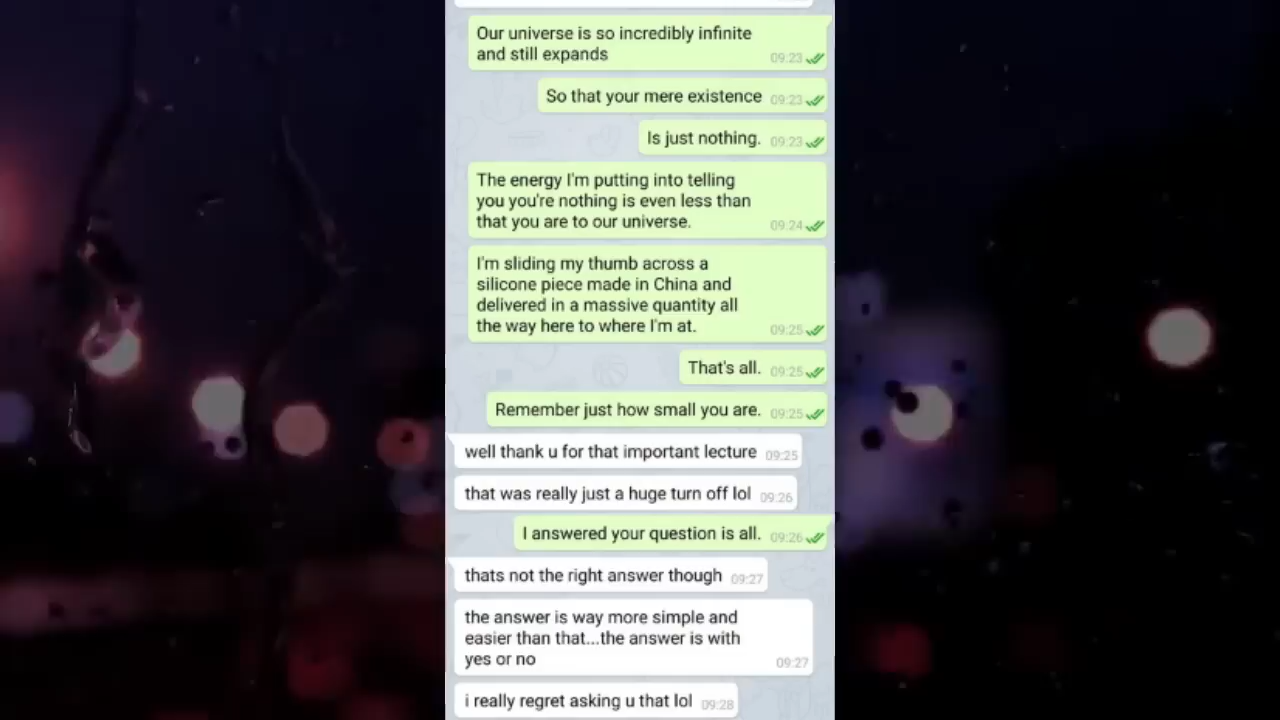 Our universe is so incredibly infinite
and still expands
09:23
So that your mere existence 09:23
Is just nothing. 09:23
The energy I'm putting into telling
you you're nothing is even less than
that you are to our universe.
09:24
I'm sliding my thumb across a
silicone piece made in China and
delivered in a massive quantity all
the way here to where I'm at.
09:25
That's all. 09:25
Remember just how small you are. 09:25
well thank u for that important lecture 09:25
that was really just a huge turn off lol 09:26
I answered your question is all. 09:26
thats not the right answer though 09:27
the answer is way more simple and
easier than that...the answer is with
yes or no
09:27
i really regret asking u that lol 09:28